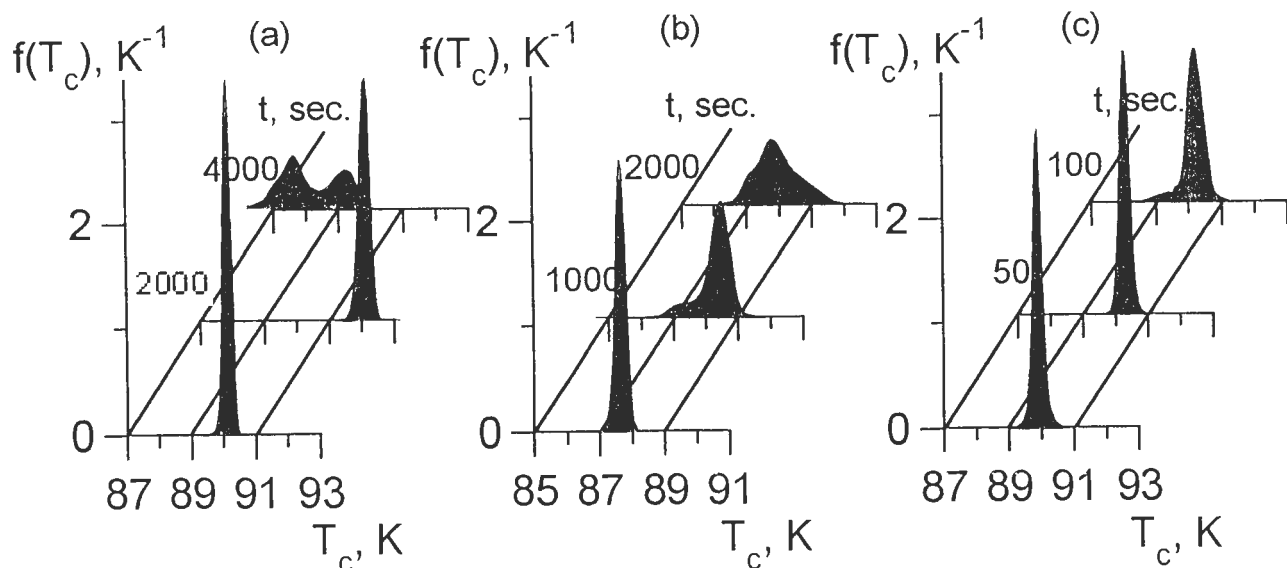 (a)
f(T_c), K^-1
t, sec.
4000
2000
2
0
87 89 91 93
T_c, K
(b)
f(T_c), K^-1
t, sec.
2000
1000
2
0
85 87 89 91
T_c, K
(c)
f(T_c), K^-1
t, sec.
100
50
2
0
87 89 91 93
T_c, K